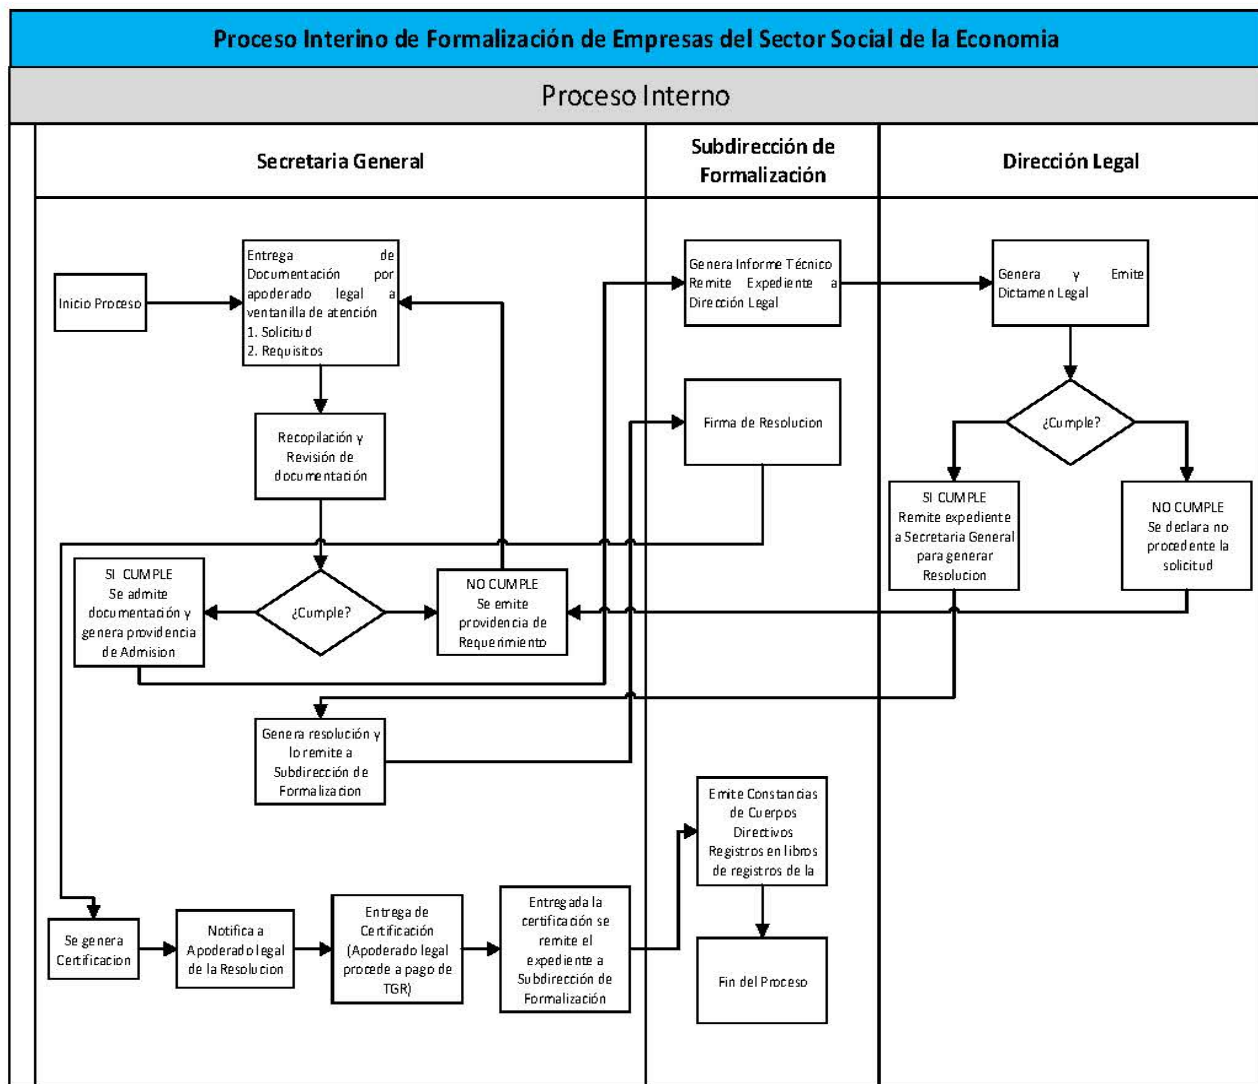 Proceso Interino de Formalización de Empresas del Sector Social de la Economia
Proceso Interno
Secretaria General
Subdirección de
Formalización
Dirección Legal
Inicio Proceso
Entrega de
Documentación por
apoderado legal a
ventanilla de atención
1. Solicitud
2. Requisitos
Genera Informe Técnico
Remite Expediente a
Dirección Legal
Genera y Emite
Dictamen Legal
Recopilación y
Revisión de
documentación
Firma de Resolucion
¿Cumple?
SI CUMPLE
Remite expediente
a Secretaria General
para generar
Resolucion
NO CUMPLE
Se declara no
procedente la
solicitud
SI CUMPLE
Se admite
documentación y
genera providencia
de Admision
¿Cumple?
NO CUMPLE
Se emite
providencia de
Requerimiento
Genera resolución y
lo remite a
Subdirección de
Formalizacion
Emite Constancias
de Cuerpos
Directivos
Registros en libros
de registros de la
Se genera
Certificacion
Notifica a
Apoderado legal
de la Resolucion
Entrega de
Certificación
(Apoderado legal
procede a pago de
TGR)
Entregada la
certificación se
remite el
expediente a
Subdirección de
Formalización
Fin del Proceso